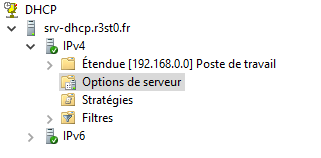 DHCP
srv-dhcp.r3st0.fr
IPv4
Étendue [192.168.0.0] Poste de travail
Options de serveur
Stratégies
Filtres
IPv6